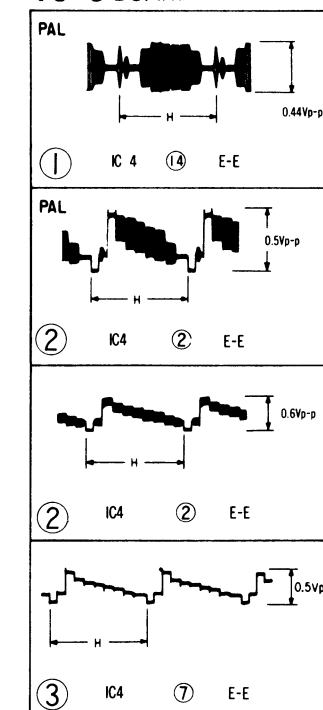 PAL
H
0.44Vp-p
① IC 4 ⑭ E-E
PAL
0.5Vp-p
H
② IC4 ② E-E
0.6Vp-p
H
② IC4 ② E-E
0.5Vp
H
③ IC4 ⑦ E-E